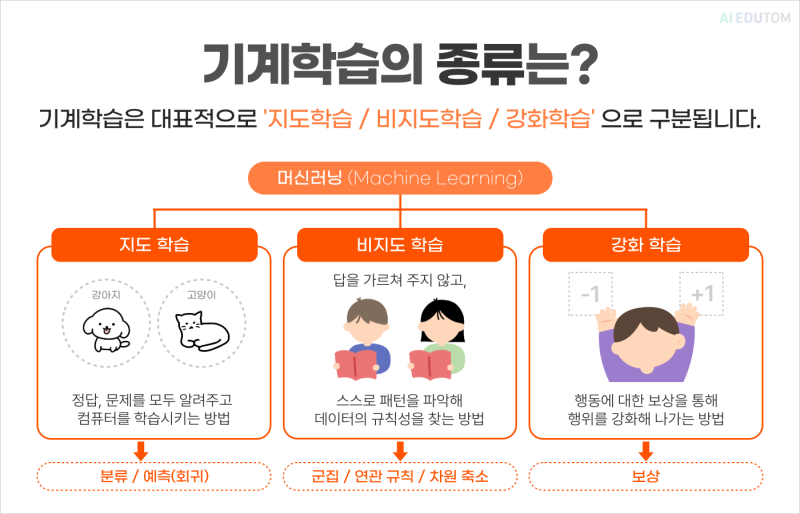 AI EDUTOM
기계학습의 종류는?
기계학습은 대표적으로 '지도학습 / 비지도학습 / 강화학습' 으로 구분됩니다.
머신러닝 (Machine Learning)
지도 학습
강아지
고양이
정답, 문제를 모두 알려주고
컴퓨터를 학습시키는 방법
분류 / 예측(회귀)
비지도 학습
답을 가르쳐 주지 않고,
스스로 패턴을 파악해
데이터의 규칙성을 찾는 방법
군집 / 연관 규칙 / 차원 축소
강화 학습
-1
+1
행동에 대한 보상을 통해
행위를 강화해 나가는 방법
보상